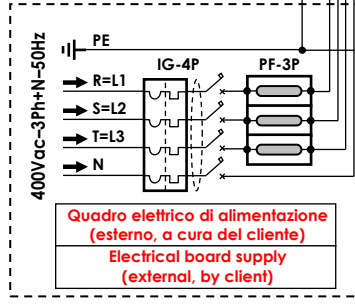 PE
IG-4P
PF-3P
400Vac-3Ph+N-50Hz
R=L1
S=L2
T=L3
N
Quadro elettrico di alimentazione
(esterno, a cura del cliente)
Electrical board supply
(external, by client)